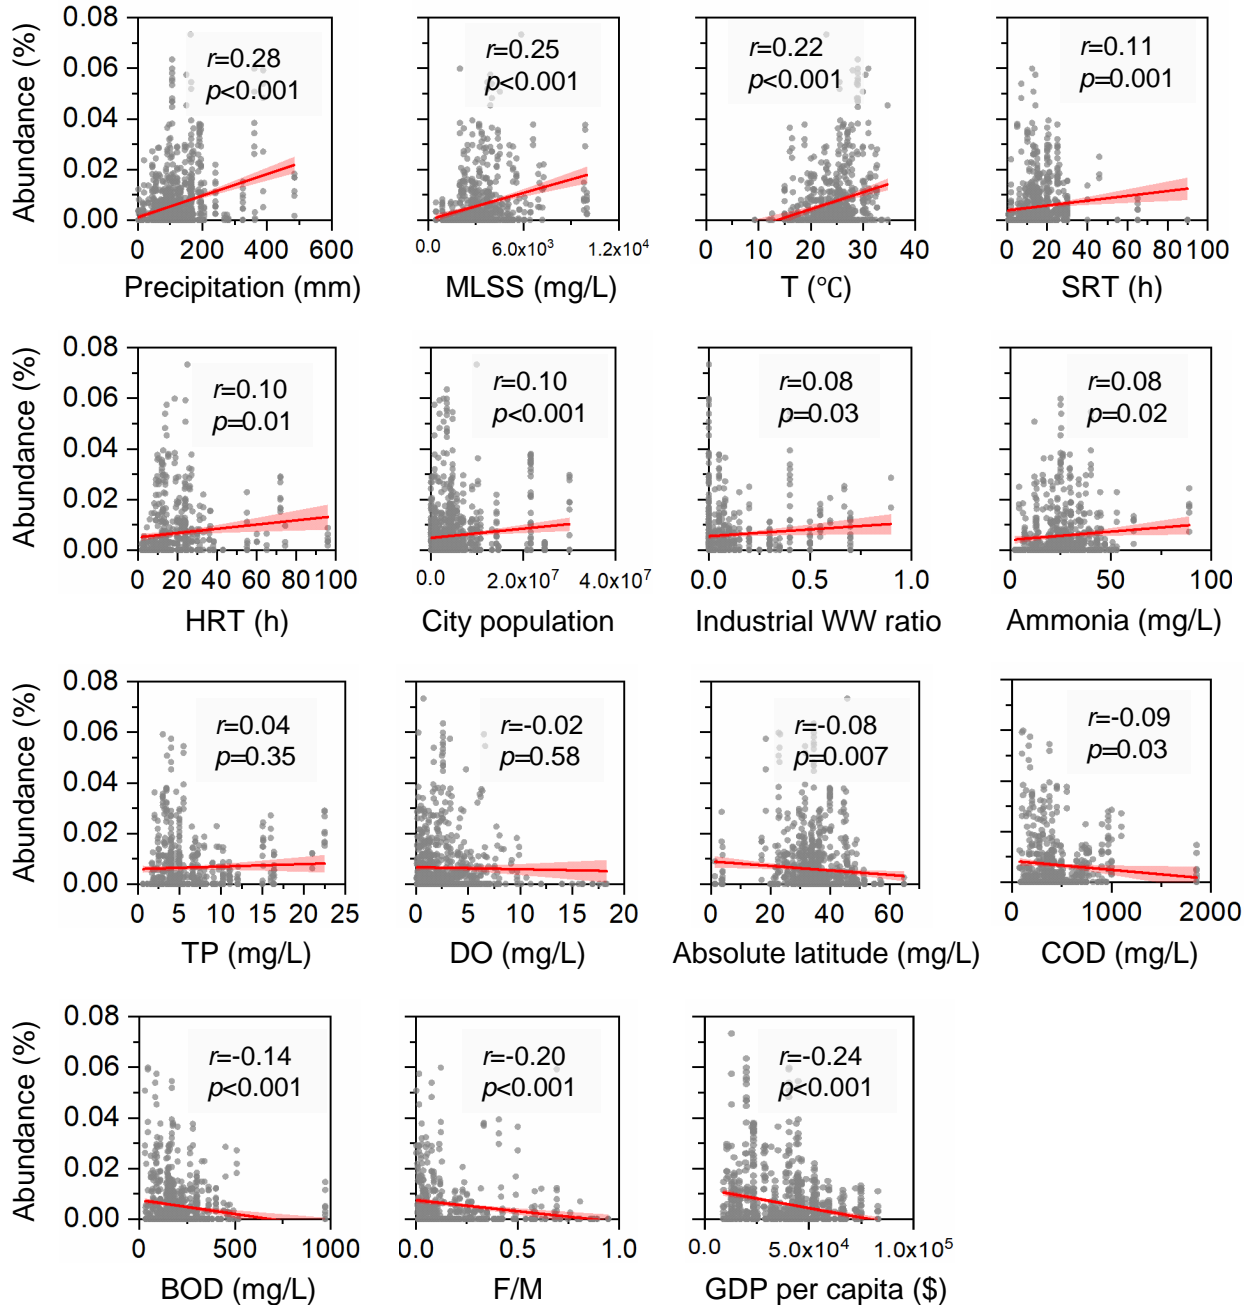 Abundance (%)
0.08
0.06
0.04
0.02
0.00
r=0.28
p<0.001
0 200 400 600
Precipitation (mm)
r=0.25
p<0.001
0.0 6.0x10³ 1.2x10⁴
MLSS (mg/L)
r=0.22
p<0.001
0 10 20 30 40
T (℃)
r=0.11
p=0.001
0 20 40 60 80 100
SRT (h)
Abundance (%)
0.08
0.06
0.04
0.02
0.00
r=0.10
p=0.01
0 20 40 60 80 100
HRT (h)
r=0.10
p<0.001
0.0 2.0x10⁷ 4.0x10⁷
City population
r=0.08
p=0.03
0.0 0.5 1.0
Industrial WW ratio
r=0.08
p=0.02
0 50 100
Ammonia (mg/L)
Abundance (%)
0.08
0.06
0.04
0.02
0.00
r=0.04
p=0.35
0 5 10 15 20 25
TP (mg/L)
r=-0.02
p=0.58
0 5 10 15 20
DO (mg/L)
r=-0.08
p=0.007
0 20 40 60
Absolute latitude (mg/L)
r=-0.09
p=0.03
0 1000 2000
COD (mg/L)
Abundance (%)
0.08
0.06
0.04
0.02
0.00
r=-0.14
p<0.001
0 500 1000
BOD (mg/L)
r=-0.20
p<0.001
0.0 0.5 1.0
F/M
r=-0.24
p<0.001
0.0 5.0x10⁴ 1.0x10⁵
GDP per capita ($)